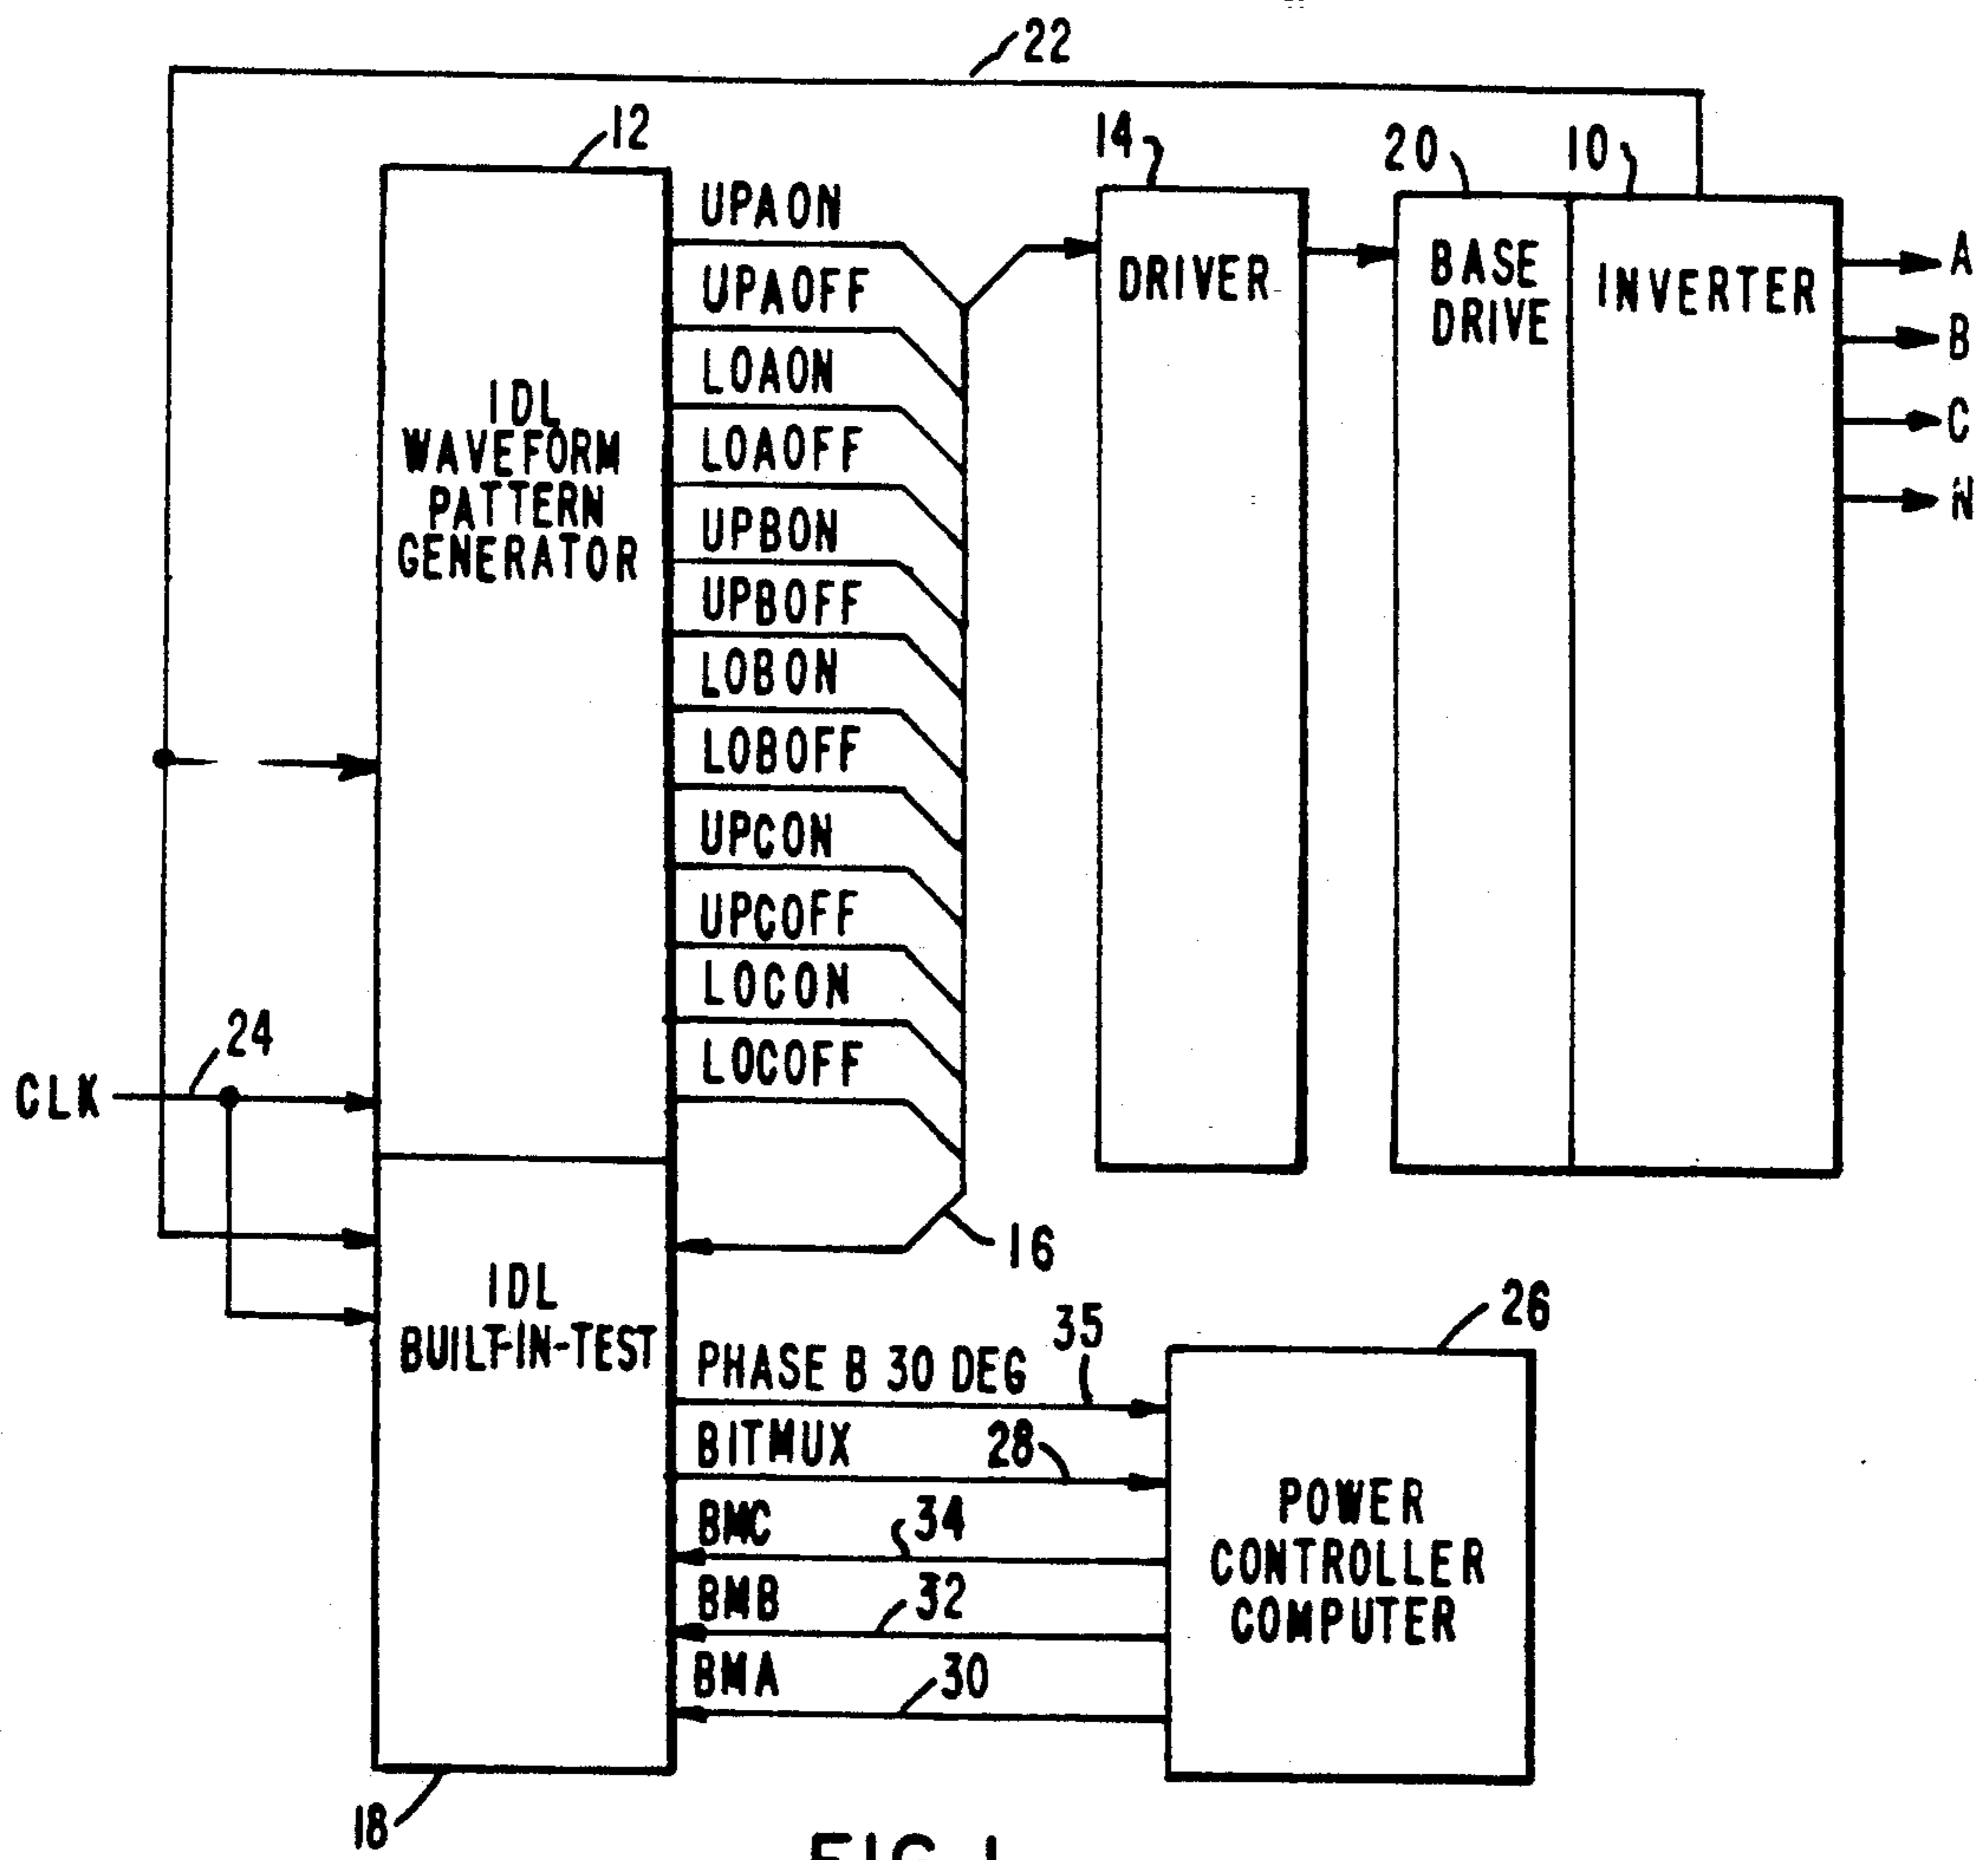 22
12
14
20
10
UPAON
UPAOFF
LOAON
LOAOFF
UPBON
UPBOFF
LOBON
LOBOFF
UPCON
UPCOFF
LOCON
LOCOFF
IDL
WAVEFORM
PATTERN
GENERATOR
DRIVER
BASE
DRIVE
INVERTER
A
B
C
N
24
CLK
16
IDL
BUILT-IN-TEST
PHASE B 30 DEG
35
BITMUX
28
BMC
34
BMB
32
BMA
30
26
POWER
CONTROLLER
COMPUTER
18
FIG. 1